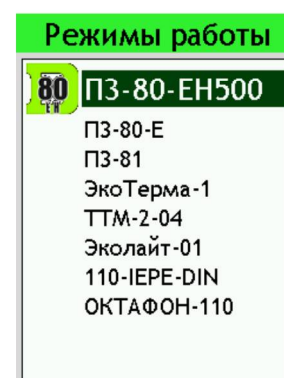 Режимы работы
80
EH
П3-80-ЕН500
П3-80-Е
П3-81
ЭкоТерма-1
ТТМ-2-04
Эколайт-01
110-IEPE-DIN
ОКТАФОН-110